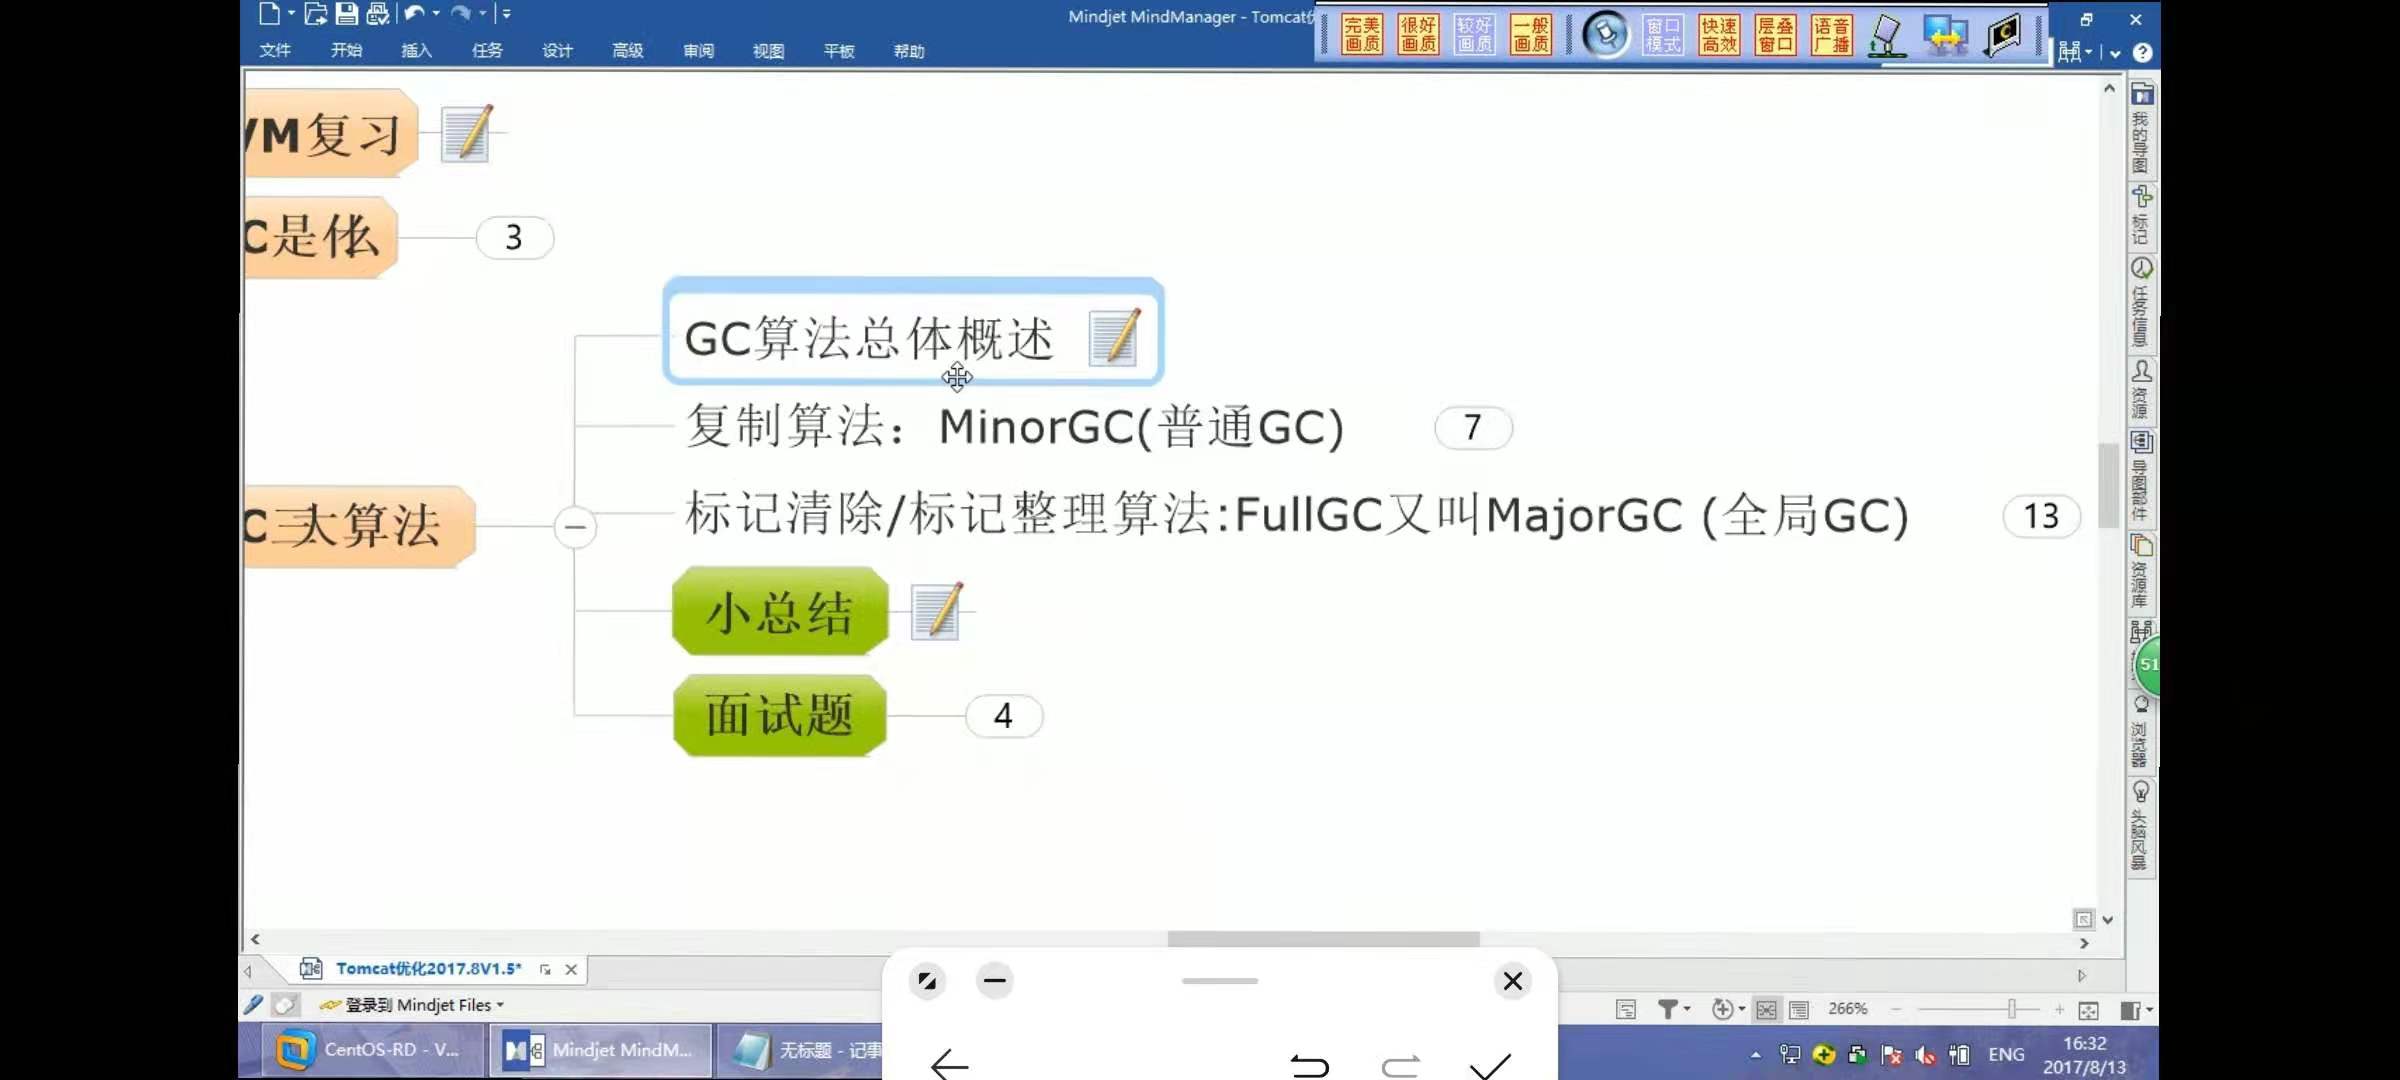 Mindjet MindManager - Tomcat优
完美画质
很好画质
较好画质
一般画质
窗口模式
快速高效
层叠窗口
语音广播
文件 开始 插入 任务 设计 高级 审阅 视图 平板 帮助
VM复习
C是什么
3
GC算法总体概述
复制算法：MinorGC(普通GC)
7
标记清除/标记整理算法:FullGC又叫MajorGC (全局GC)
13
C三大算法
小总结
面试题
4
我的导图
标记
任务信息
资源
导图部件
资源库
51
浏览器
头脑风暴
Tomcat优化2017.8V1.5*
登录到 Mindjet Files
266%
CentOS-RD - V...
Mindjet MindM...
无标题 - 记事
ENG
16:32
2017/8/13